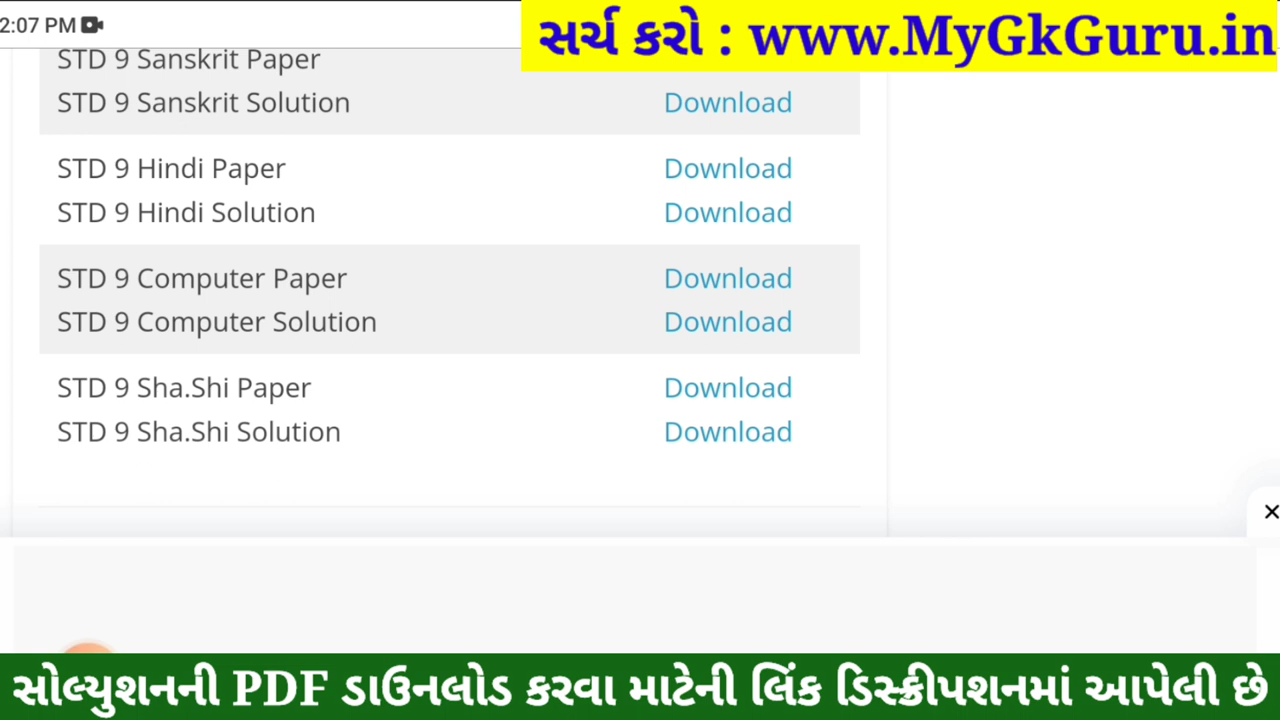 2:07 PM
સર્ચ કરો : www.MyGkGuru.in
STD 9 Sanskrit Paper
STD 9 Sanskrit Solution Download
STD 9 Hindi Paper Download
STD 9 Hindi Solution Download
STD 9 Computer Paper Download
STD 9 Computer Solution Download
STD 9 Sha.Shi Paper Download
STD 9 Sha.Shi Solution Download
સોલ્યુશનની PDF ડાઉનલોડ કરવા માટેની લિંક ડિસ્ક્રીપશનમાં આપેલી છે